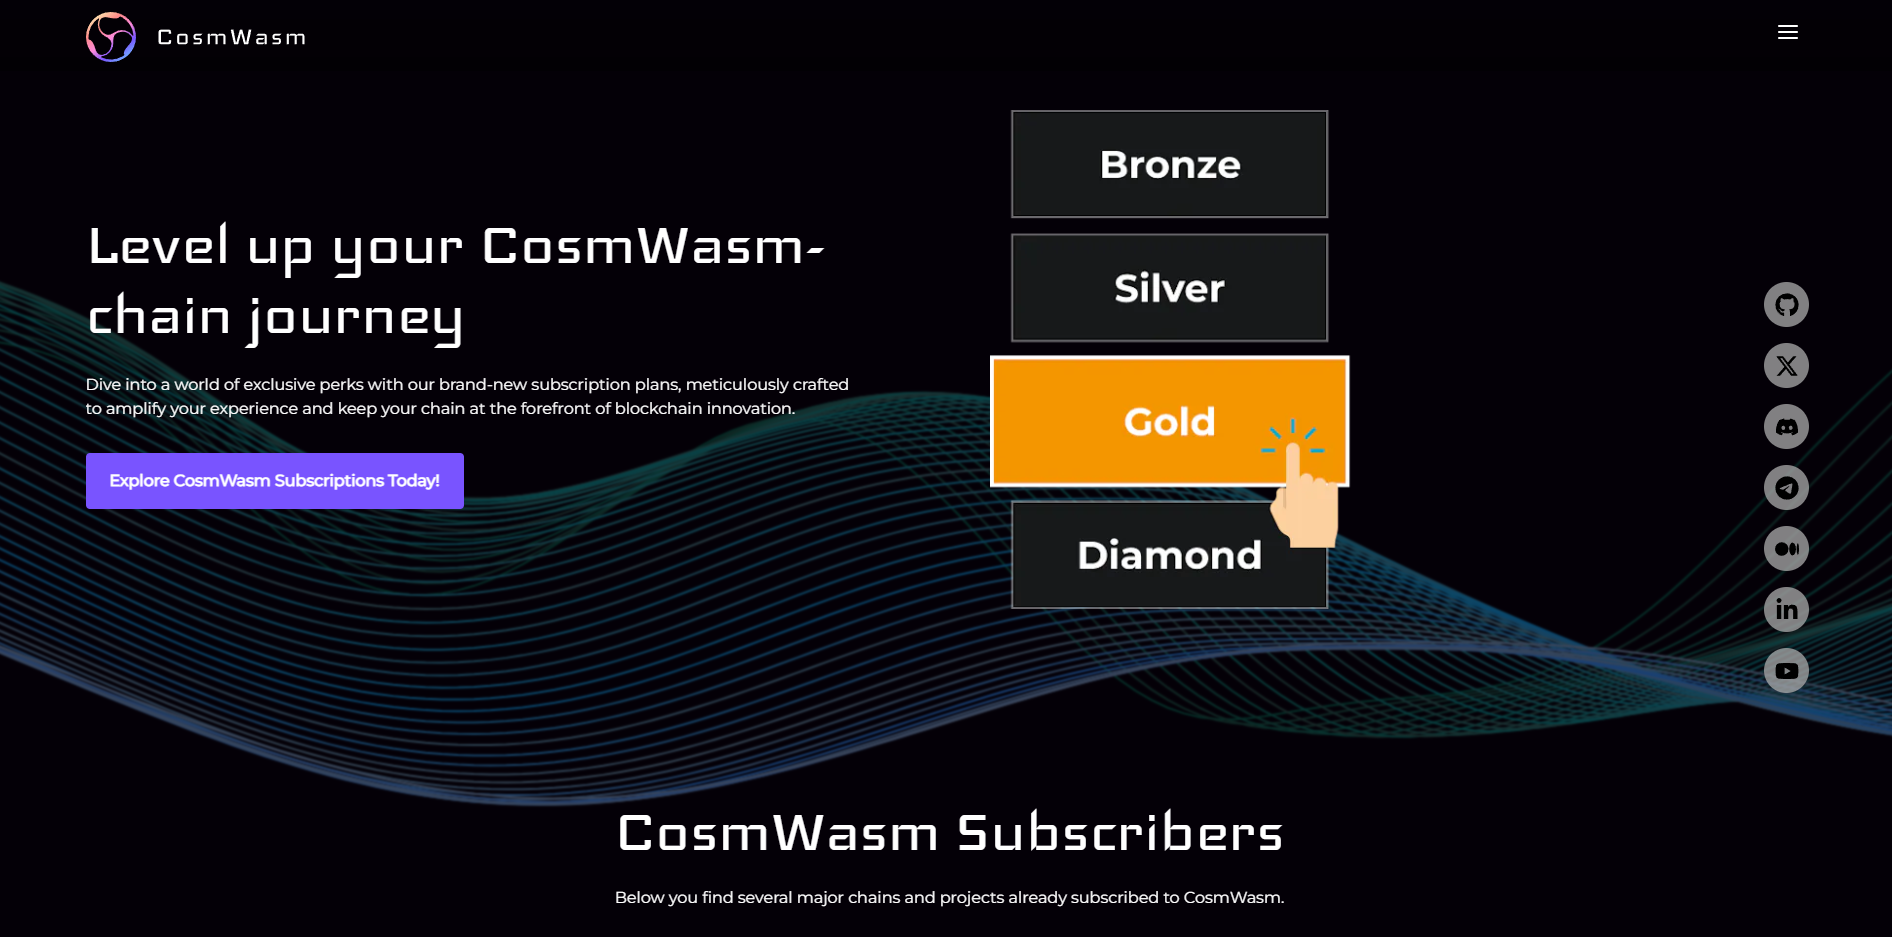 CosmWasm
Bronze
Silver
Gold
Diamond
Level up your CosmWasm-
chain journey
Dive into a world of exclusive perks with our brand-new subscription plans, meticulously crafted
to amplify your experience and keep your chain at the forefront of blockchain innovation.
Explore CosmWasm Subscriptions Today!
in
CosmWasm Subscribers
Below you find several major chains and projects already subscribed to CosmWasm.